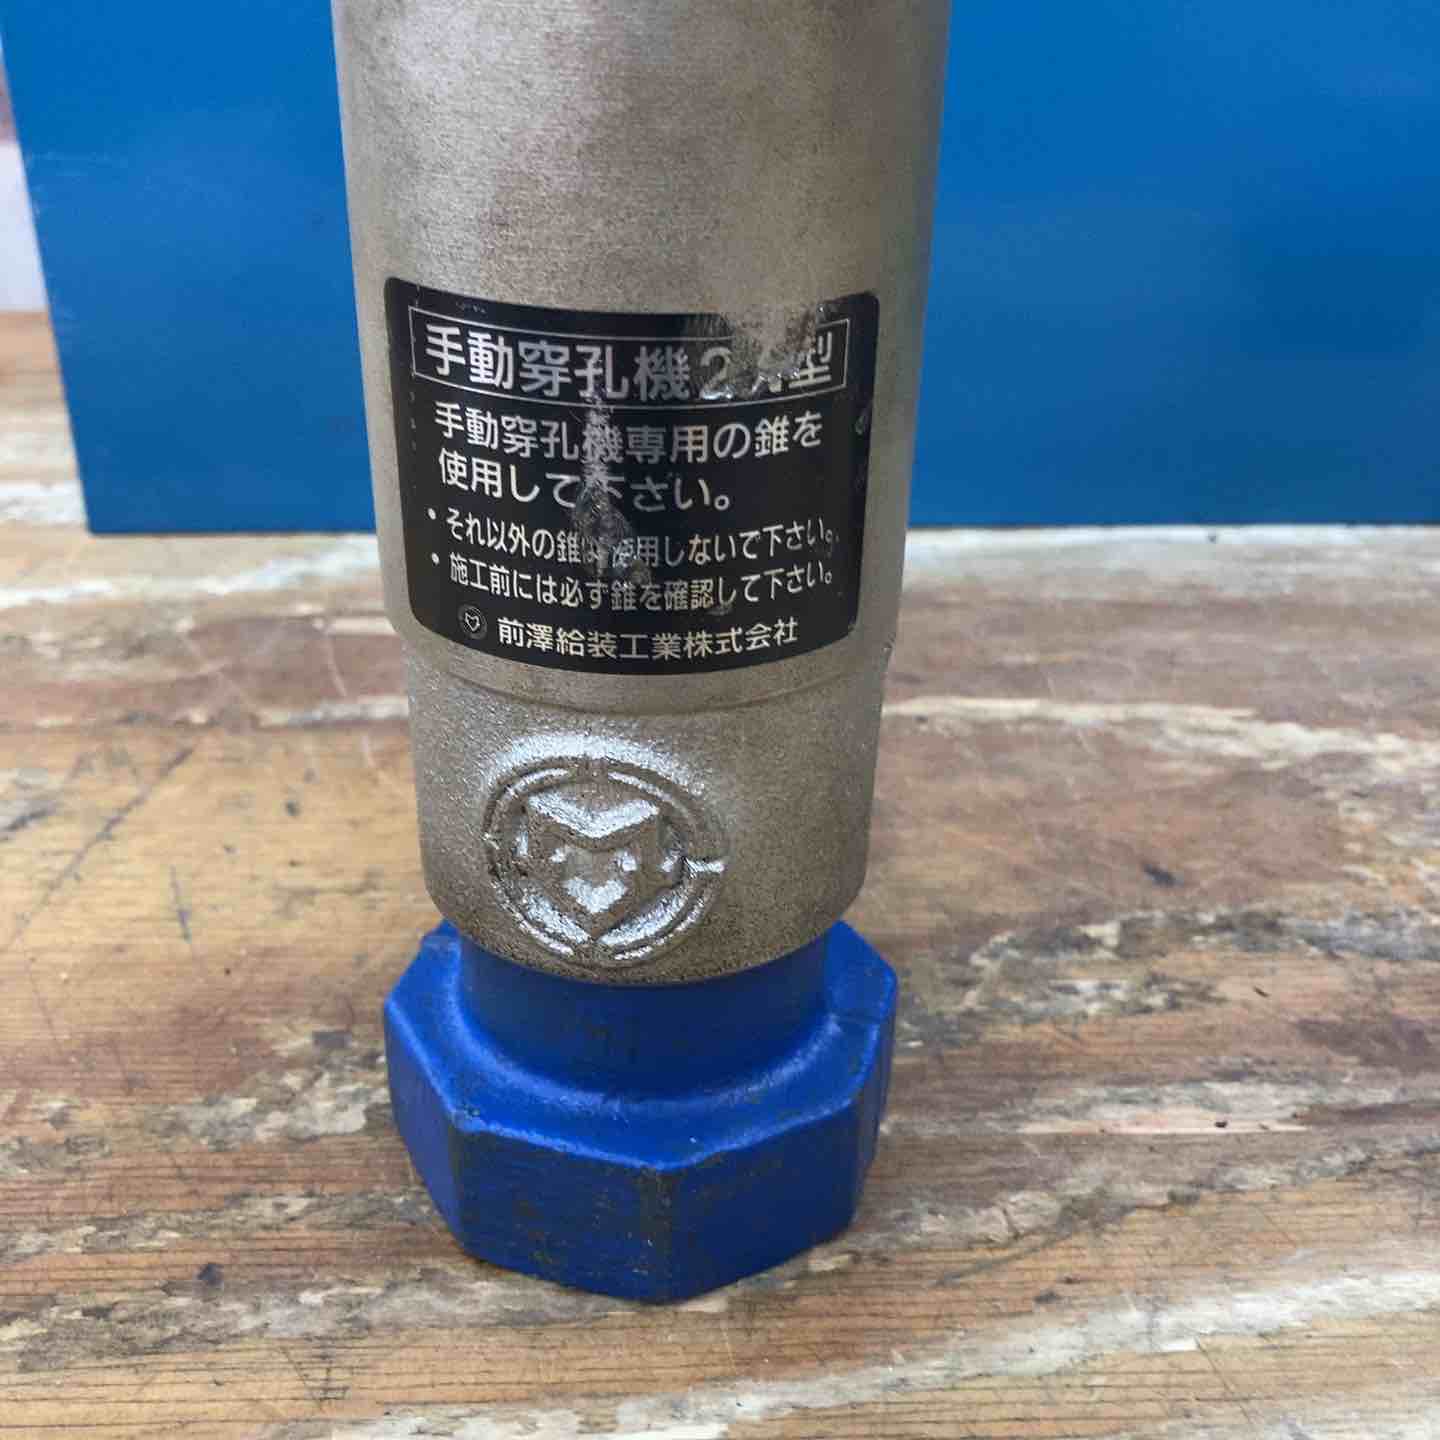 手動穿孔機2A型
手動穿孔機専用の錐を
使用して下さい。
・それ以外の錐は使用しないで下さい。
・施工前には必ず錐を確認して下さい。
前澤給装工業株式会社